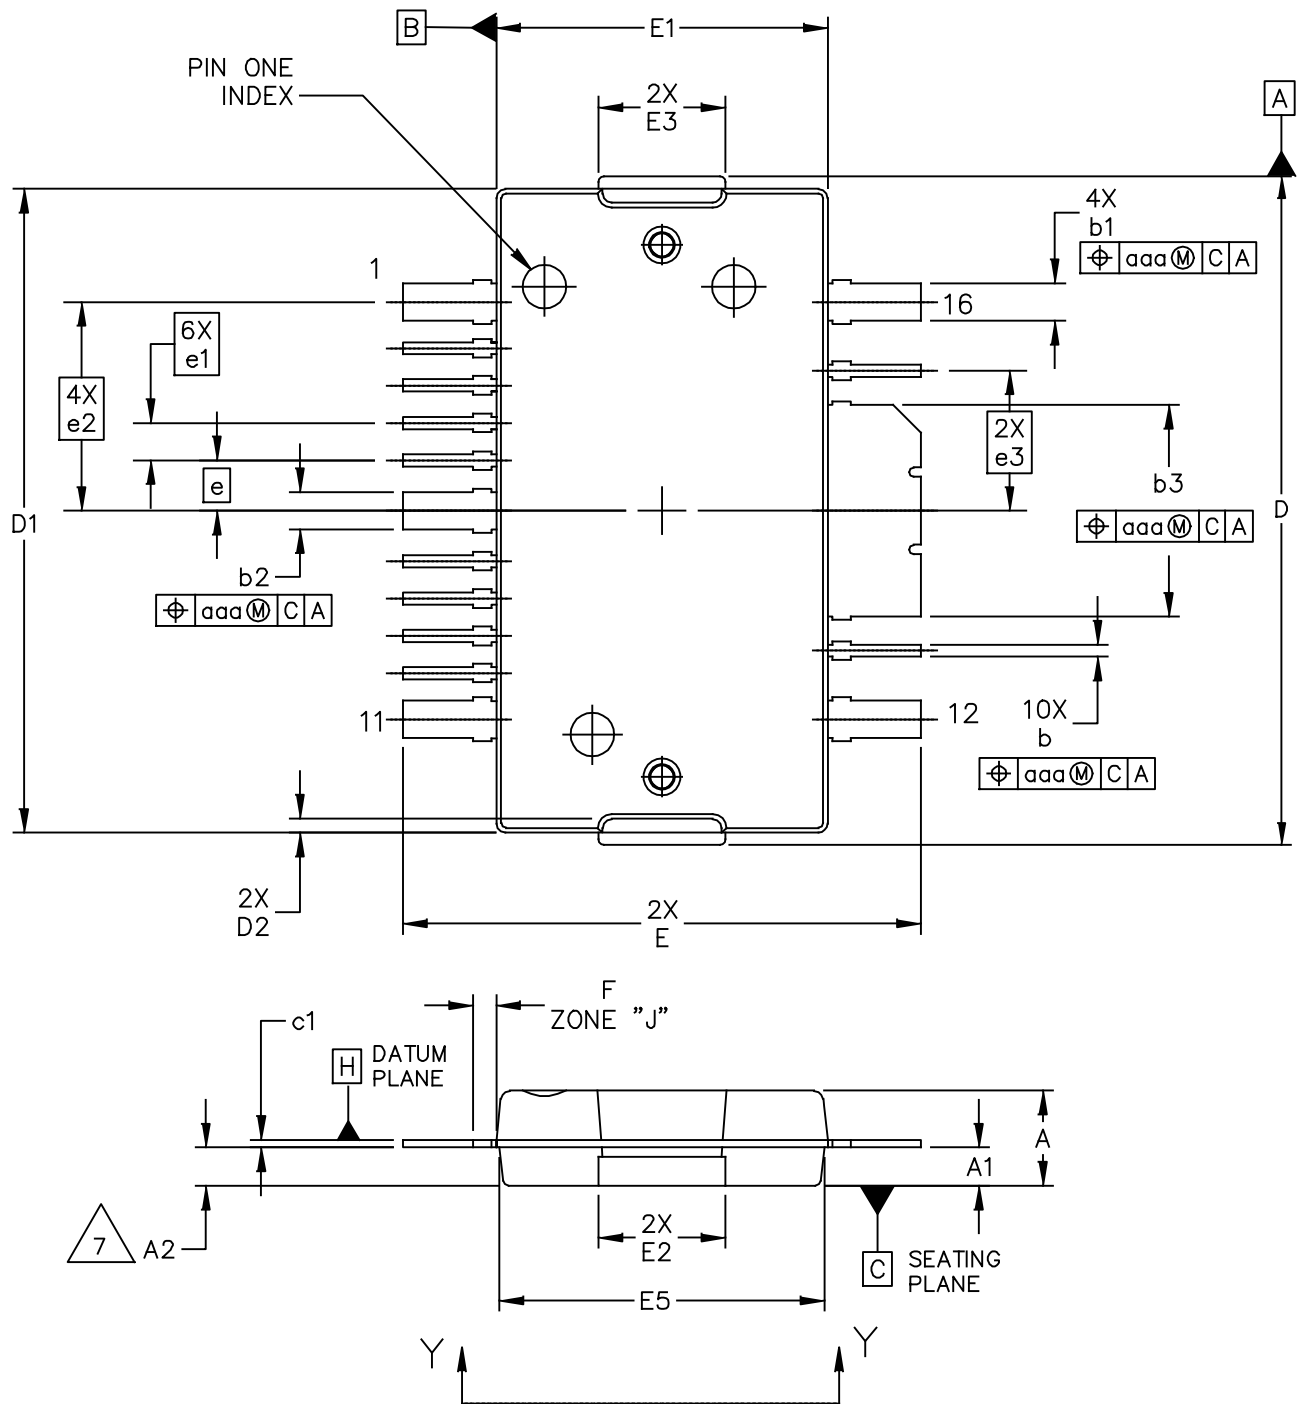 B
E1
PIN ONE
INDEX
2X
E3
A
4X
b1
⌖ aaa Ⓜ C A
1
16
6X
e1
4X
e2
2X
e3
e
b3
⌖ aaa Ⓜ C A
D1
D
b2
⌖ aaa Ⓜ C A
11
12
10X
b
⌖ aaa Ⓜ C A
2X
D2
2X
E
F
ZONE "J"
c1
H
DATUM
PLANE
A
A1
7
A2
2X
E2
C
SEATING
PLANE
E5
Y
Y